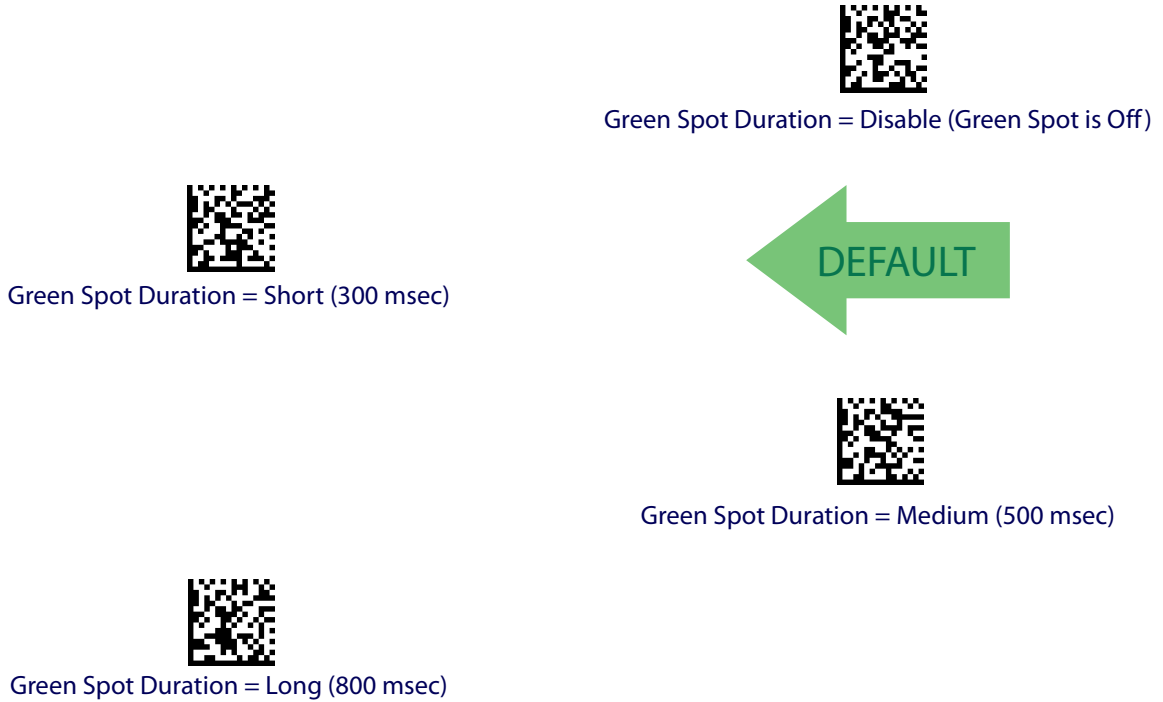 Green Spot Duration = Disable (Green Spot is Off)
Green Spot Duration = Short (300 msec)
DEFAULT
Green Spot Duration = Medium (500 msec)
Green Spot Duration = Long (800 msec)